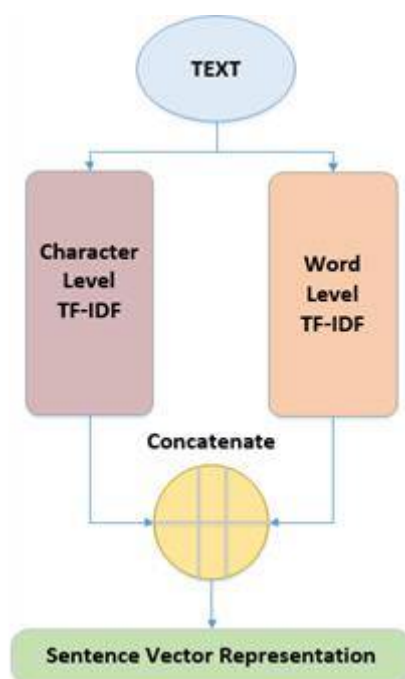 TEXT
Character
Level
TF-IDF
Word
Level
TF-IDF
Concatenate
Sentence Vector Representation